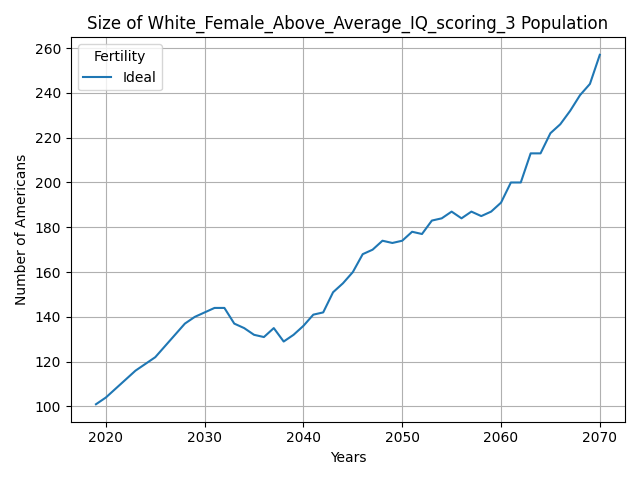 Size of White_Female_Above_Average_IQ_scoring_3 Population
Fertility
Ideal
Number of Americans
260
240
220
200
180
160
140
120
100
2020 2030 2040 2050 2060 2070
Years